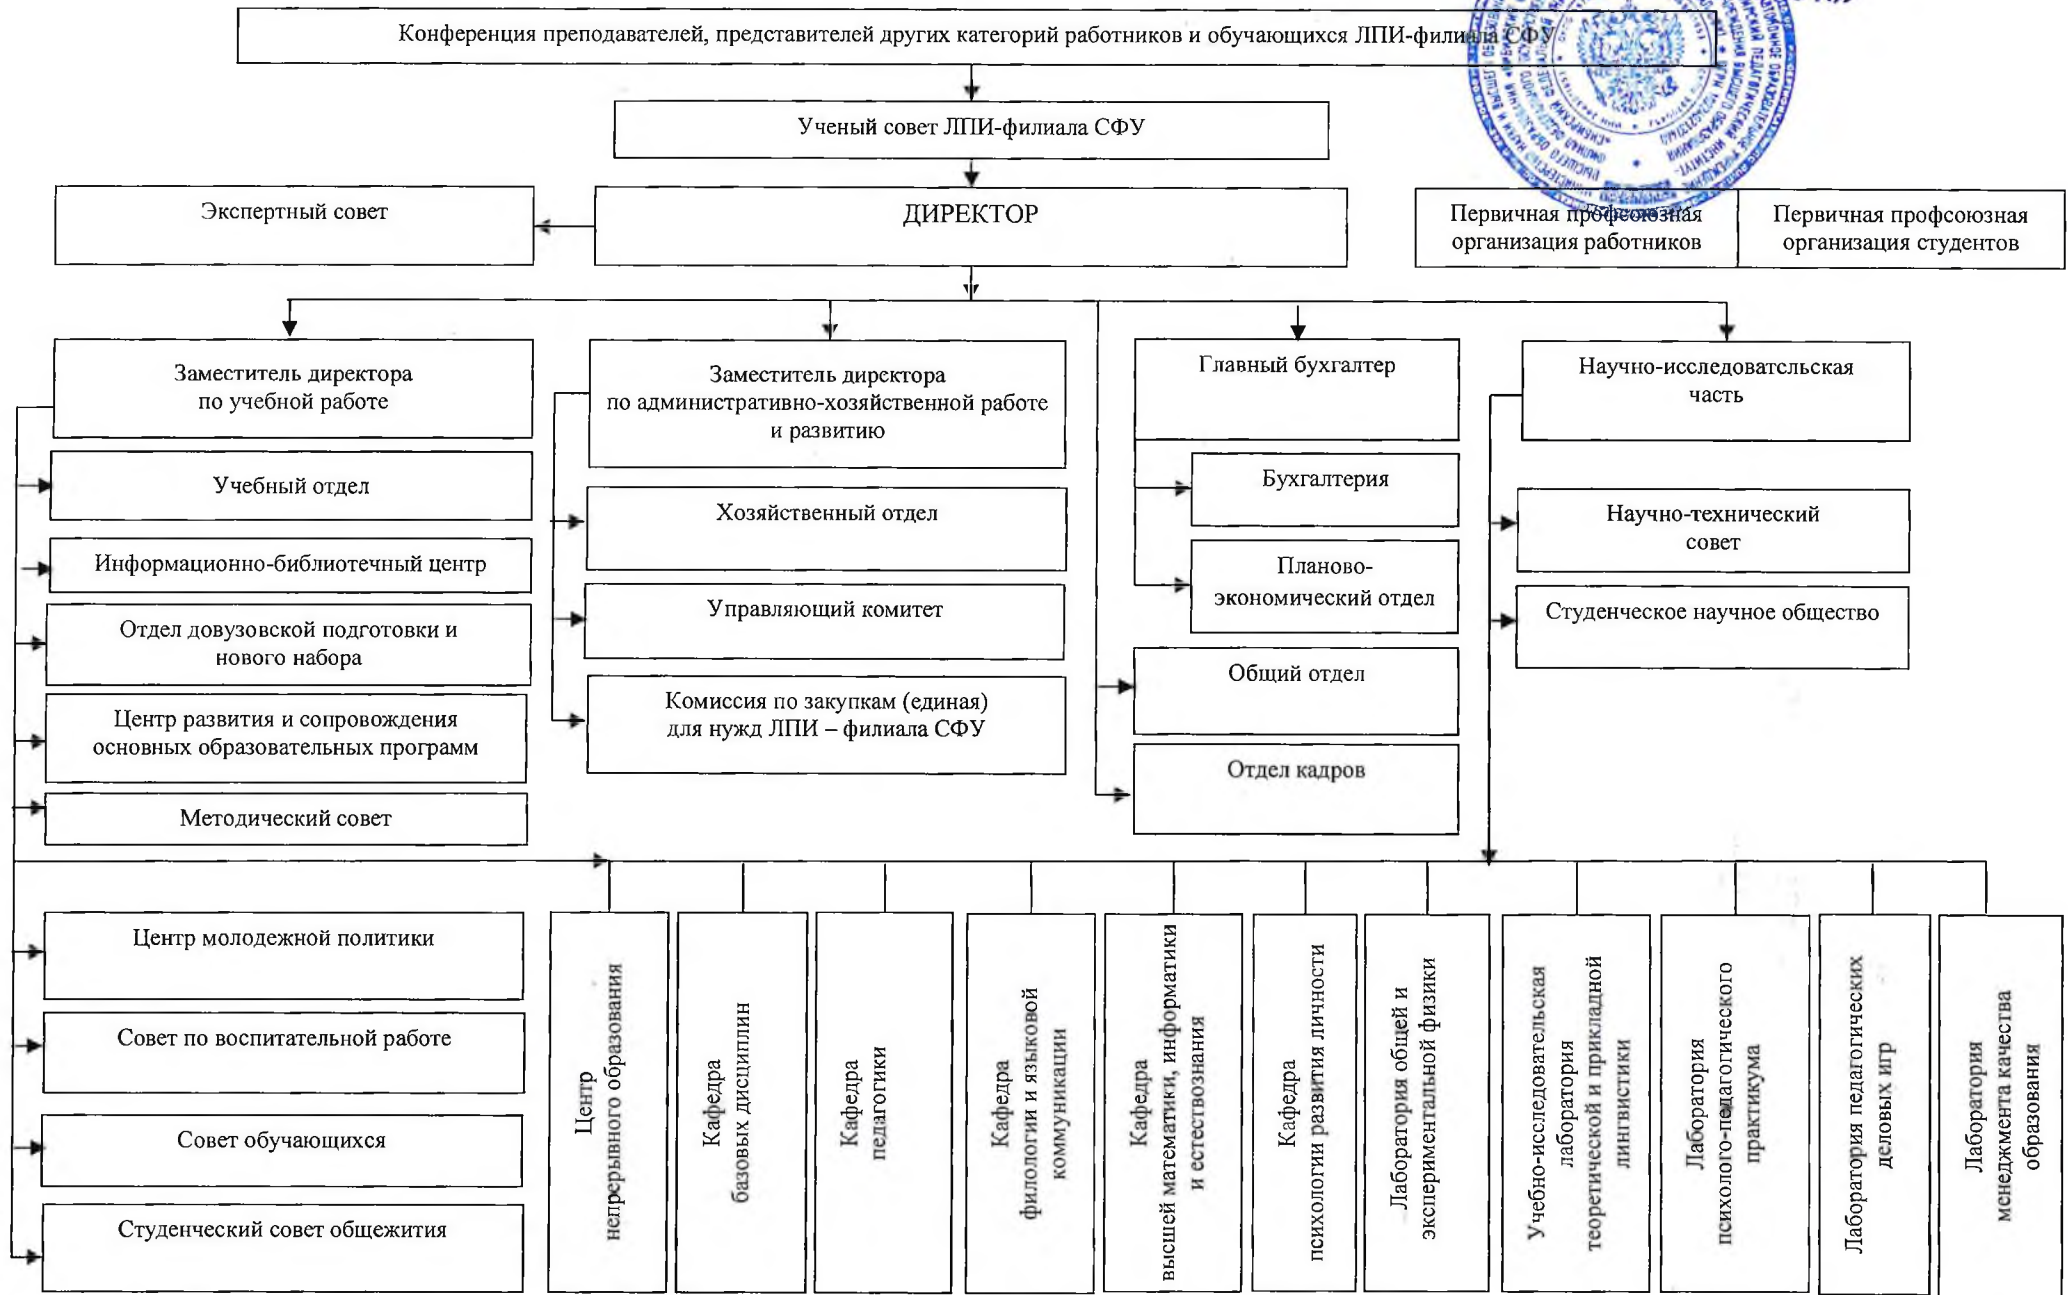 Конференция преподавателей, представителей других категорий работников и обучающихся ЛПИ-филиала СФУ
Ученый совет ЛПИ-филиала СФУ
Экспертный совет
ДИРЕКТОР
Первичная профсоюзная
организация работников
Первичная профсоюзная
организация студентов
Заместитель директора
по учебной работе
Учебный отдел
Информационно-библиотечный центр
Отдел довузовской подготовки и
нового набора
Центр развития и сопровождения
основных образовательных программ
Методический совет
Заместитель директора
по административно-хозяйственной работе
и развитию
Хозяйственный отдел
Управляющий комитет
Комиссия по закупкам (единая)
для нужд ЛПИ – филиала СФУ
Главный бухгалтер
Бухгалтерия
Планово-
экономический отдел
Общий отдел
Отдел кадров
Научно-исследовательская
часть
Научно-технический
совет
Студенческое научное общество
Центр молодежной политики
Совет по воспитательной работе
Совет обучающихся
Студенческий совет общежития
Центр
непрерывного образования
Кафедра
базовых дисциплин
Кафедра
педагогики
Кафедра
филологии и языковой
коммуникации
Кафедра
высшей математики, информатики
и естествознания
Кафедра
психологии развития личности
Лаборатория общей и
экспериментальной физики
Учебно-исследовательская
лаборатория
теоретической и прикладной
лингвистики
Лаборатория
психолого-педагогического
практикума
Лаборатория педагогических
деловых игр
Лаборатория
менеджмента качества
образования